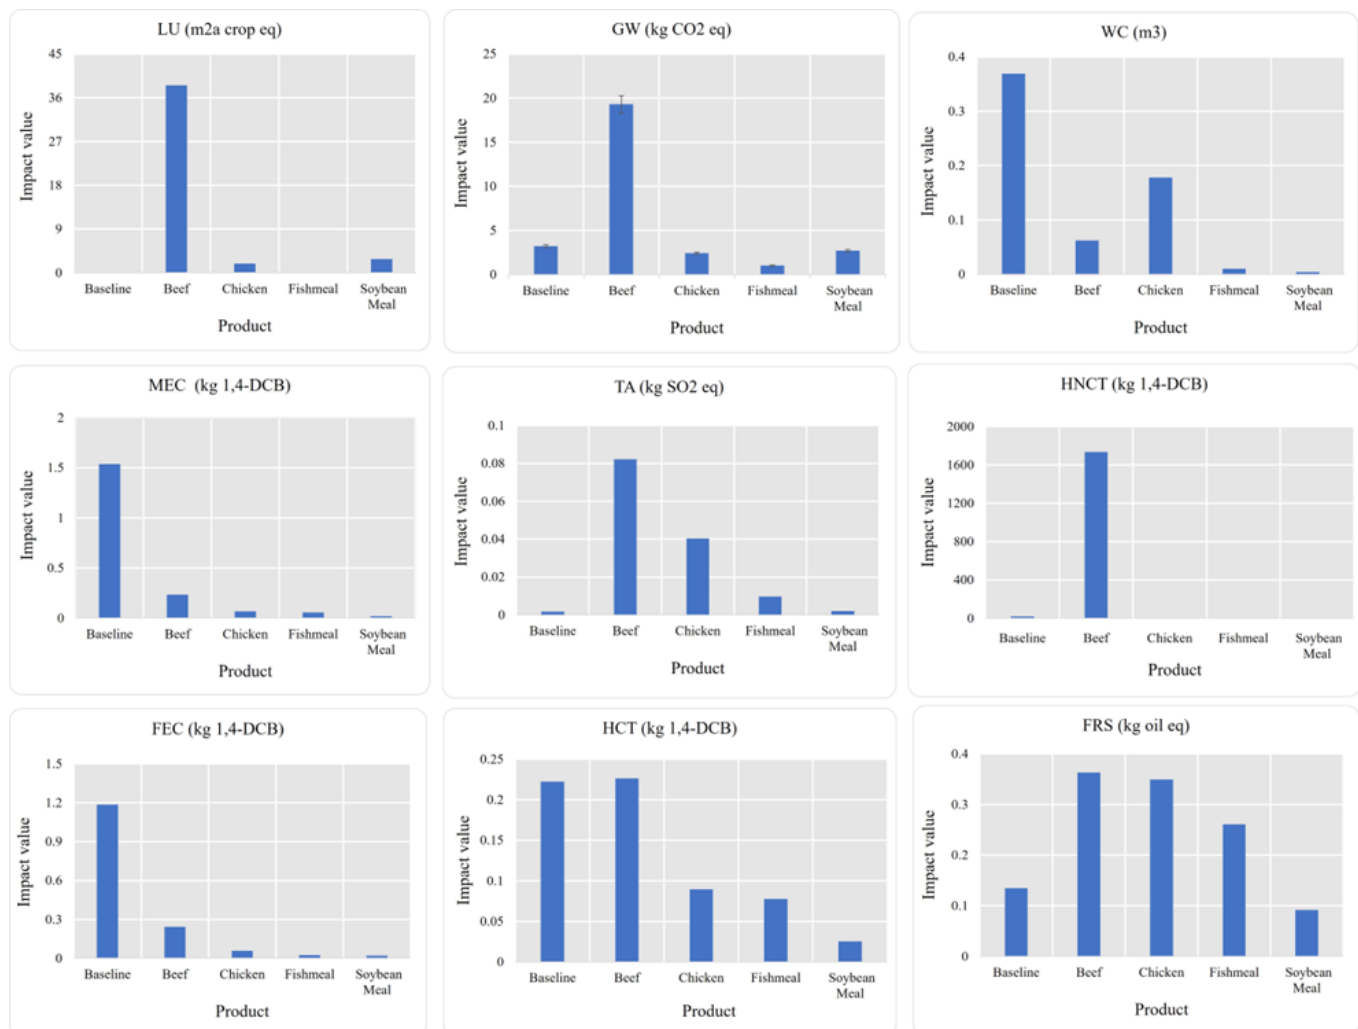 LU (m2a crop eq)
45
36
27
18
9
0
Impact value
Baseline Beef Chicken Fishmeal Soybean
Meal
Product
GW (kg CO2 eq)
25
20
15
10
5
0
Impact value
Baseline Beef Chicken Fishmeal Soybean
Meal
Product
WC (m3)
0.4
0.3
0.2
0.1
0
Impact value
Baseline Beef Chicken Fishmeal Soybean
Meal
Product
MEC (kg 1,4-DCB)
2
1.5
1
0.5
0
Impact value
Baseline Beef Chicken Fishmeal Soybean
Meal
Product
TA (kg SO2 eq)
0.1
0.08
0.06
0.04
0.02
0
Impact value
Baseline Beef Chicken Fishmeal Soybean
Meal
Product
HNCT (kg 1,4-DCB)
2000
1600
1200
800
400
0
Impact value
Baseline Beef Chicken Fishmeal Soybean
Meal
Product
FEC (kg 1,4-DCB)
1.5
1.2
0.9
0.6
0.3
0
Impact value
Baseline Beef Chicken Fishmeal Soybean
Meal
Product
HCT (kg 1,4-DCB)
0.25
0.2
0.15
0.1
0.05
0
Impact value
Baseline Beef Chicken Fishmeal Soybean
Meal
Product
FRS (kg oil eq)
0.4
0.3
0.2
0.1
0
Impact value
Baseline Beef Chicken Fishmeal Soybean
Meal
Product